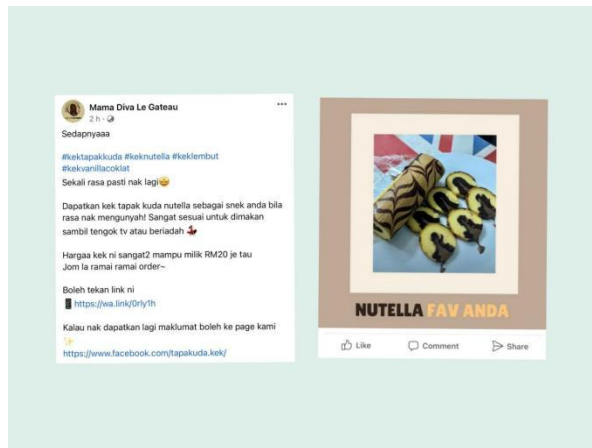 Mama Diva Le Gateau
2 h ·
Sedapnyaaa
#kektapakkuda #keknutella #keklembut
#kekvanillacoklat
Sekali rasa pasti nak lagi🤩
Dapatkan kek tapak kuda nutella sebagai snek anda bila
rasa nak mengunyah! Sangat sesuai untuk dimakan
sambil tengok tv atau beriadah 💃
Hargaa kek ni sangat2 mampu milik RM20 je tau
Jom la ramai ramai order~
Boleh tekan link ni
📱 https://wa.link/0rly1h
Kalau nak dapatkan lagi maklumat boleh ke page kami
✨
https://www.facebook.com/tapakuda.kek/
NUTELLA FAV ANDA
Like Comment Share